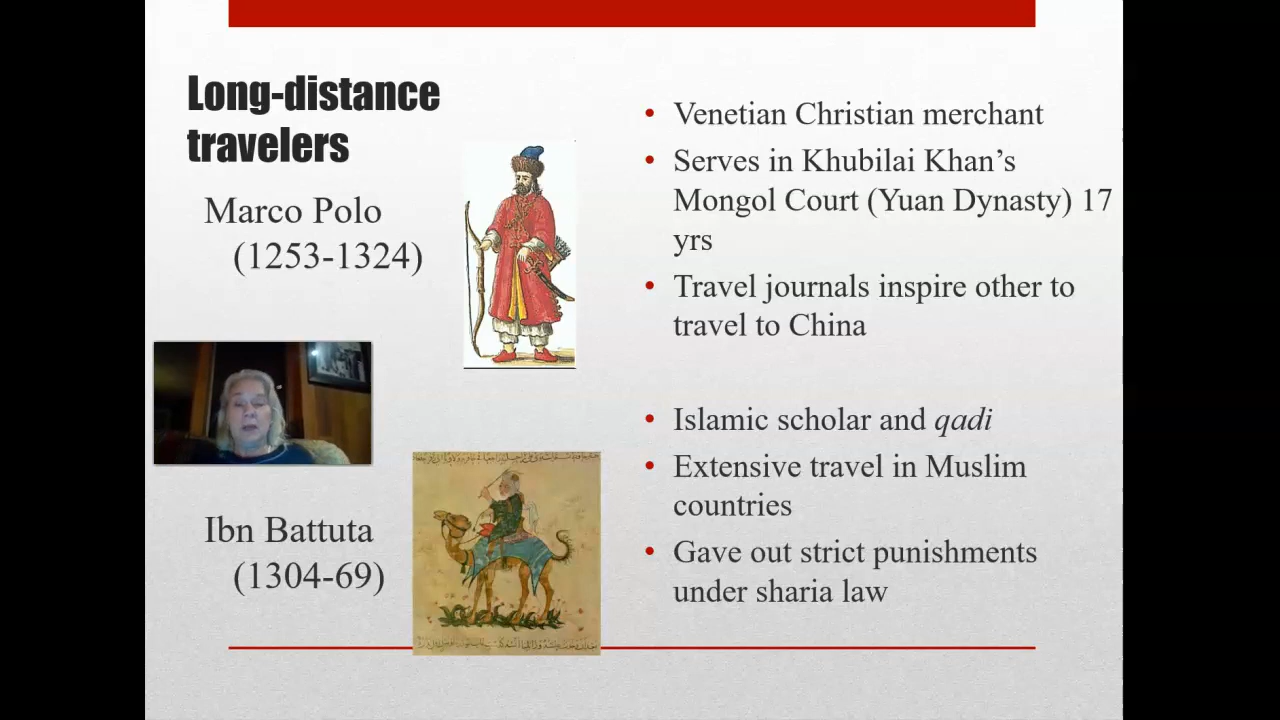 Long-distance
travelers
Marco Polo
(1253-1324)
• Venetian Christian merchant
• Serves in Khubilai Khan's
Mongol Court (Yuan Dynasty) 17
yrs
• Travel journals inspire other to
travel to China
Ibn Battuta
(1304-69)
• Islamic scholar and qadi
• Extensive travel in Muslim
countries
• Gave out strict punishments
under sharia law